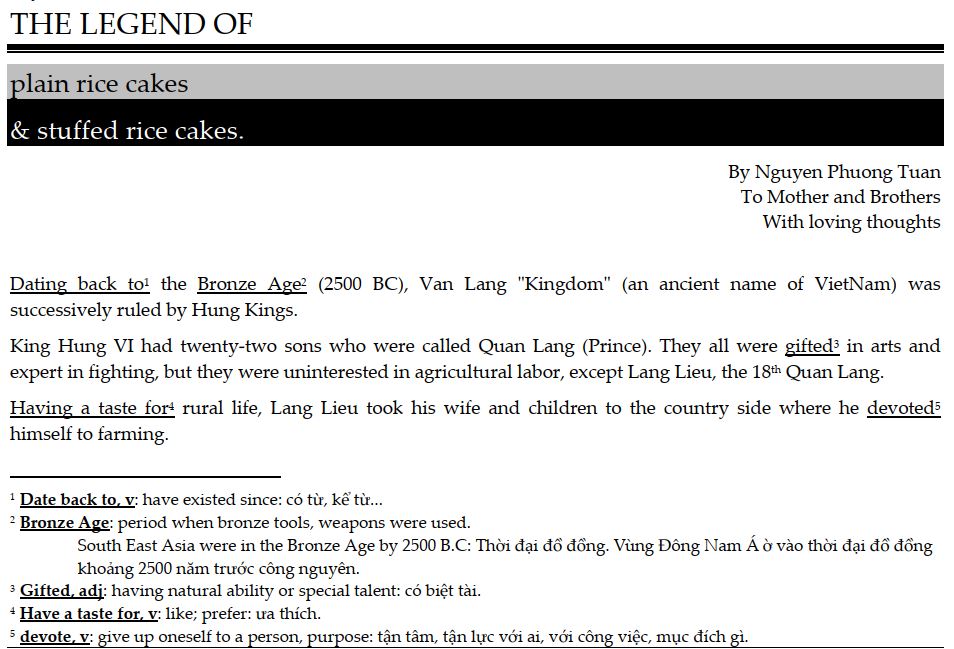 THE LEGEND OF
plain rice cakes
& stuffed rice cakes.
By Nguyen Phuong Tuan
To Mother and Brothers
With loving thoughts
Dating back to¹ the Bronze Age² (2500 BC), Van Lang "Kingdom" (an ancient name of VietNam) was
successively ruled by Hung Kings.
King Hung VI had twenty-two sons who were called Quan Lang (Prince). They all were gifted³ in arts and
expert in fighting, but they were uninterested in agricultural labor, except Lang Lieu, the 18th Quan Lang.
Having a taste for⁴ rural life, Lang Lieu took his wife and children to the country side where he devoted⁵
himself to farming.
¹ Date back to, v: have existed since: có từ, kể từ...
² Bronze Age: period when bronze tools, weapons were used.
South East Asia were in the Bronze Age by 2500 B.C: Thời đại đồ đồng. Vùng Đông Nam Á ờ vào thời đại đồ đồng
khoảng 2500 năm trước công nguyên.
³ Gifted, adj: having natural ability or special talent: có biệt tài.
⁴ Have a taste for, v: like; prefer: ưa thích.
⁵ devote, v: give up oneself to a person, purpose: tận tâm, tận lực với ai, với công việc, mục đích gì.